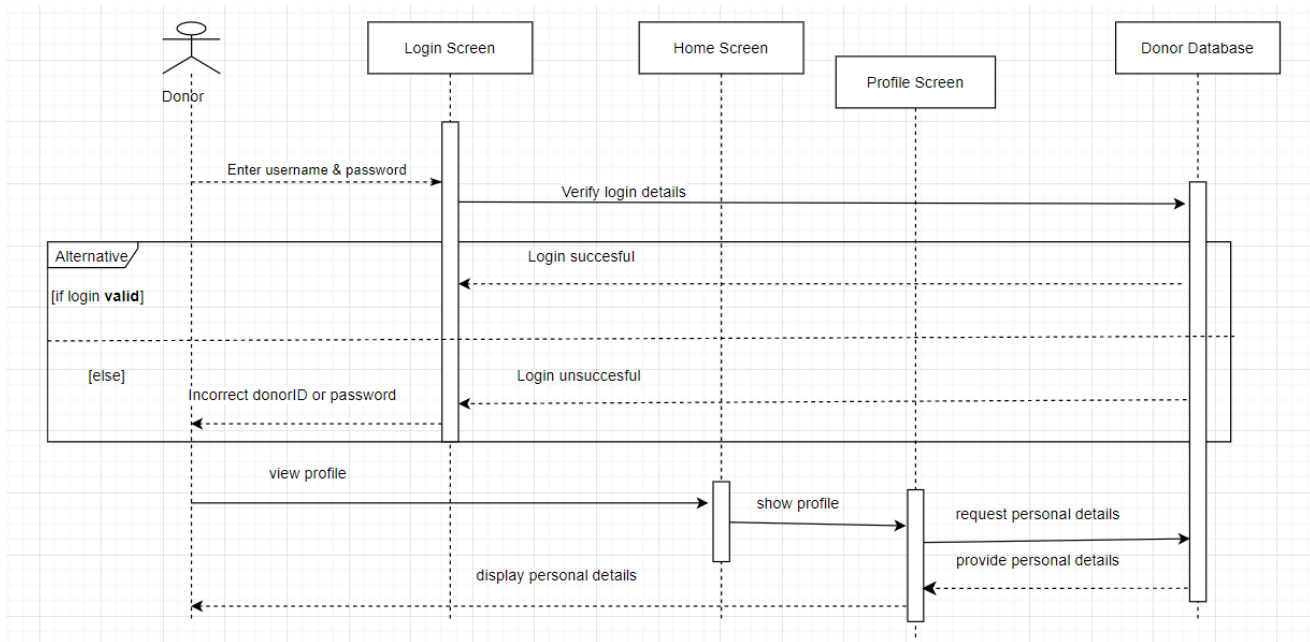 Login Screen
Home Screen
Donor Database
Profile Screen
Donor
Enter username & password
Verify login details
Alternative
Login succesful
[if login valid]
[else]
Login unsuccesful
Incorrect donorID or password
view profile
show profile
request personal details
provide personal details
display personal details